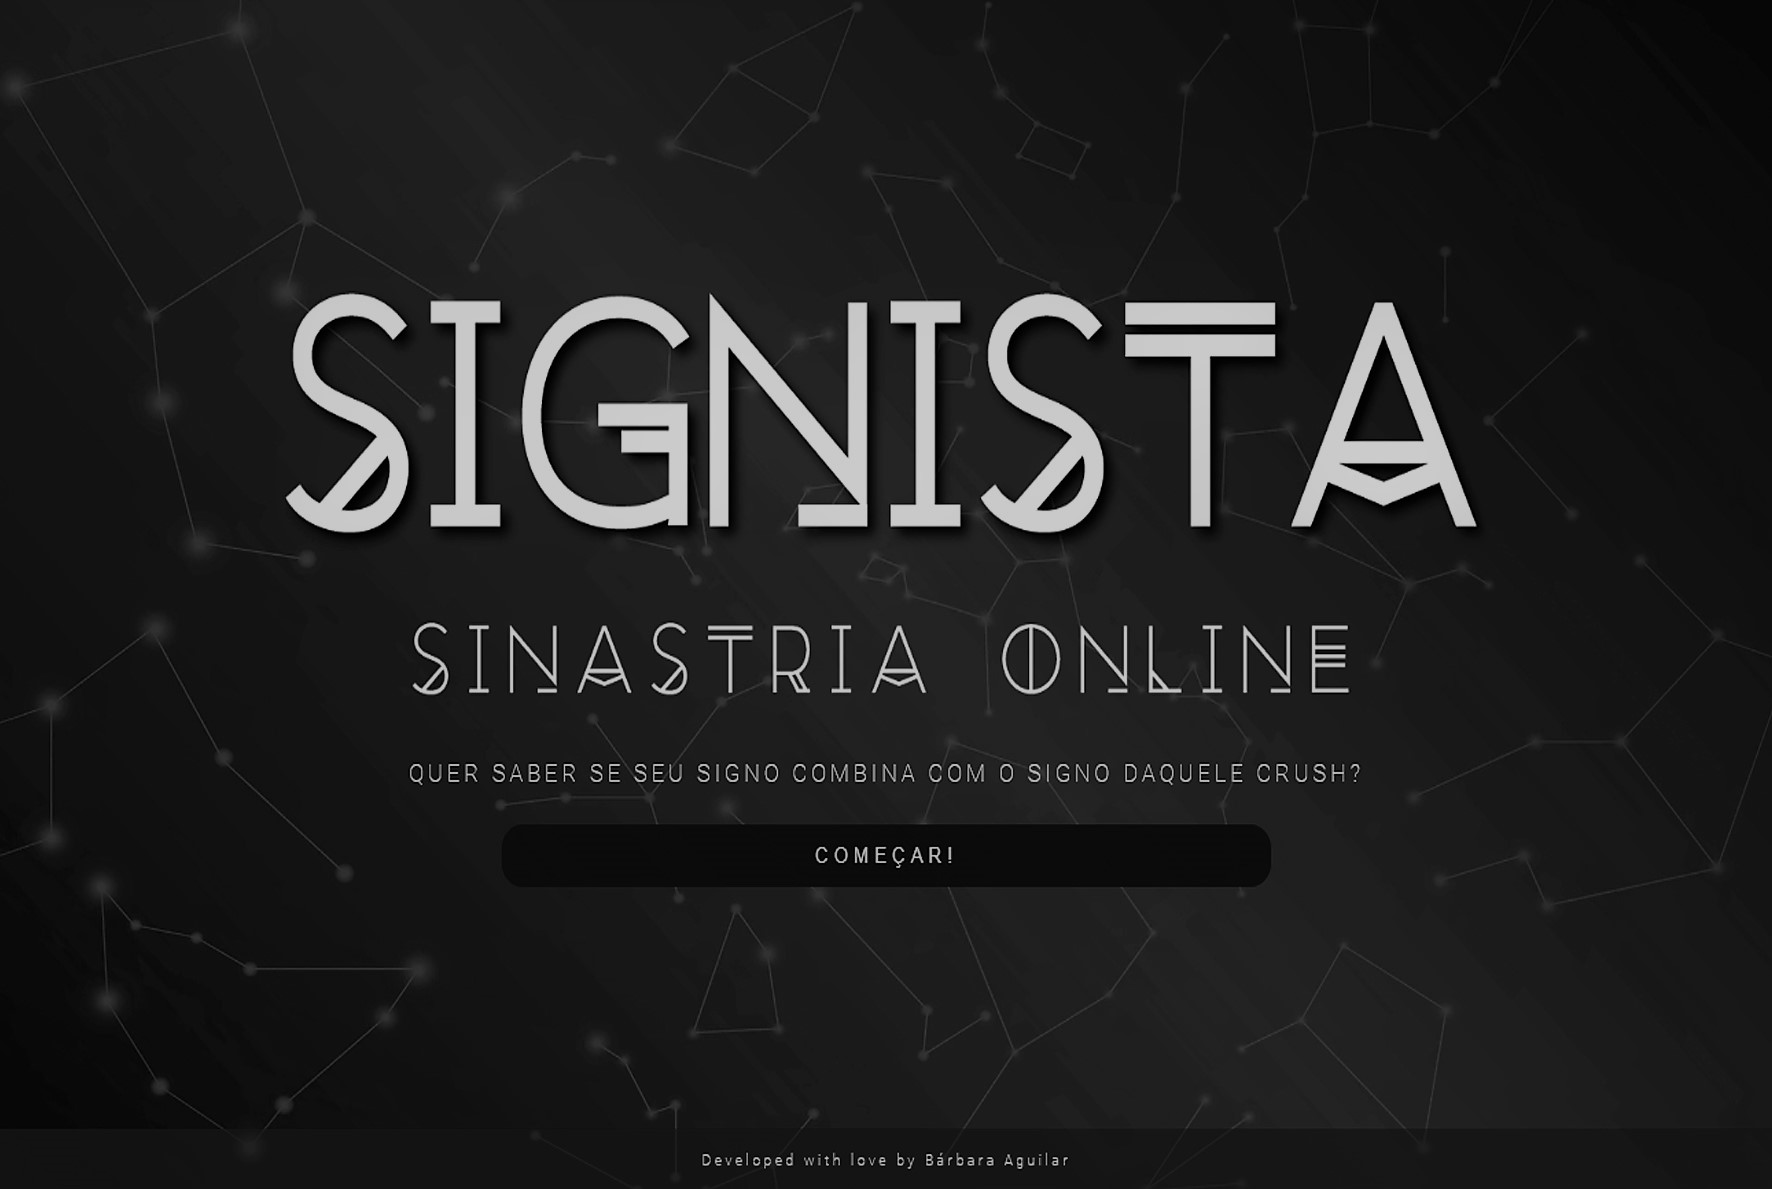 SIGNISTA
SINASTRIA ONLINE
QUER SABER SE SEU SIGNO COMBINA COM O SIGNO DAQUELE CRUSH?
COMEÇAR!
Developed with love by Bárbara Aguilar